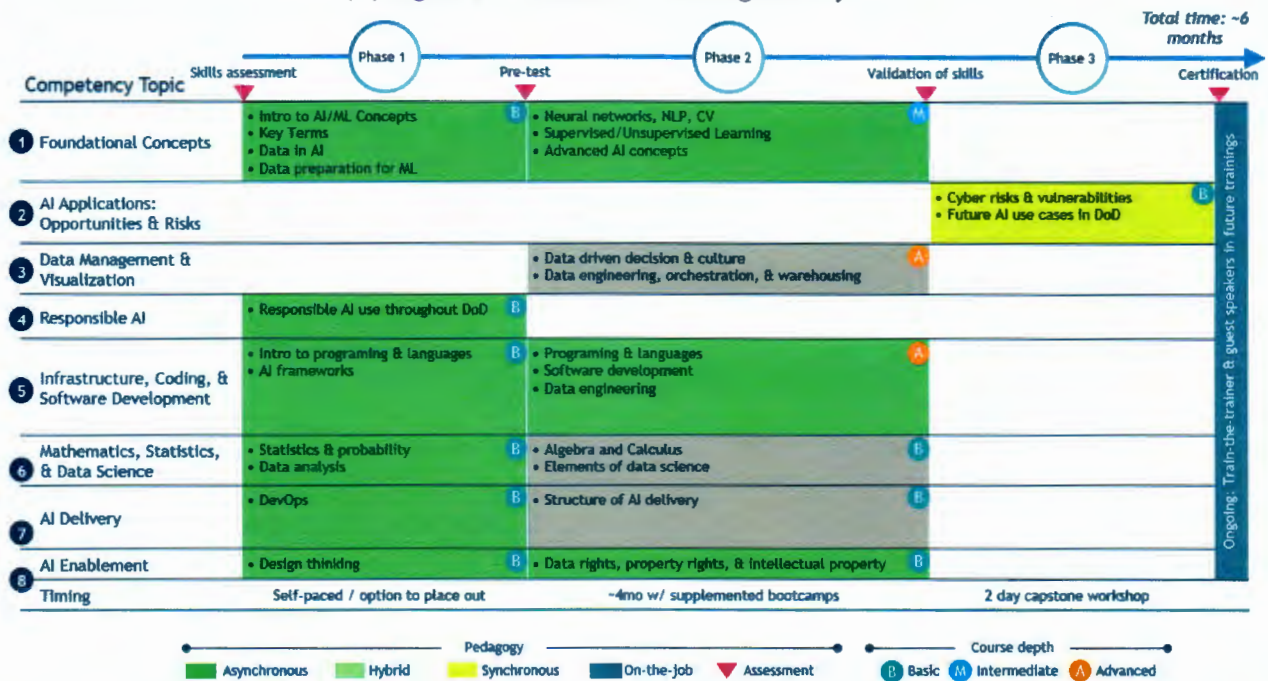 Total time: ~6
months
Phase 1
Phase 2
Phase 3
Skills assessment
Pre-test
Validation of skills
Certification
Competency Topic
1 Foundational Concepts
• Intro to AI/ML Concepts
• Key Terms
• Data in AI
• Data preparation for ML
B
• Neural networks, NLP, CV
• Supervised/Unsupervised Learning
• Advanced AI concepts
M
2 AI Applications:
Opportunities & Risks
• Cyber risks & vulnerabilities
• Future AI use cases in DoD
B
3 Data Management &
Visualization
• Data driven decision & culture
• Data engineering, orchestration, & warehousing
A
4 Responsible AI
• Responsible AI use throughout DoD
B
5 Infrastructure, Coding, &
Software Development
• Intro to programing & languages
• AI frameworks
B
• Programing & languages
• Software development
• Data engineering
A
6 Mathematics, Statistics,
& Data Science
• Statistics & probability
• Data analysis
B
• Algebra and Calculus
• Elements of data science
B
7 AI Delivery
• DevOps
B
• Structure of AI delivery
B
8 AI Enablement
• Design thinking
B
• Data rights, property rights, & intellectual property
B
Ongoing: Train-the-trainer & guest speakers in future trainings
Timing
Self-paced / option to place out
~4mo w/ supplemented bootcamps
2 day capstone workshop
Pedagogy
Asynchronous
Hybrid
Synchronous
On-the-job
Assessment
Course depth
B Basic
M Intermediate
A Advanced